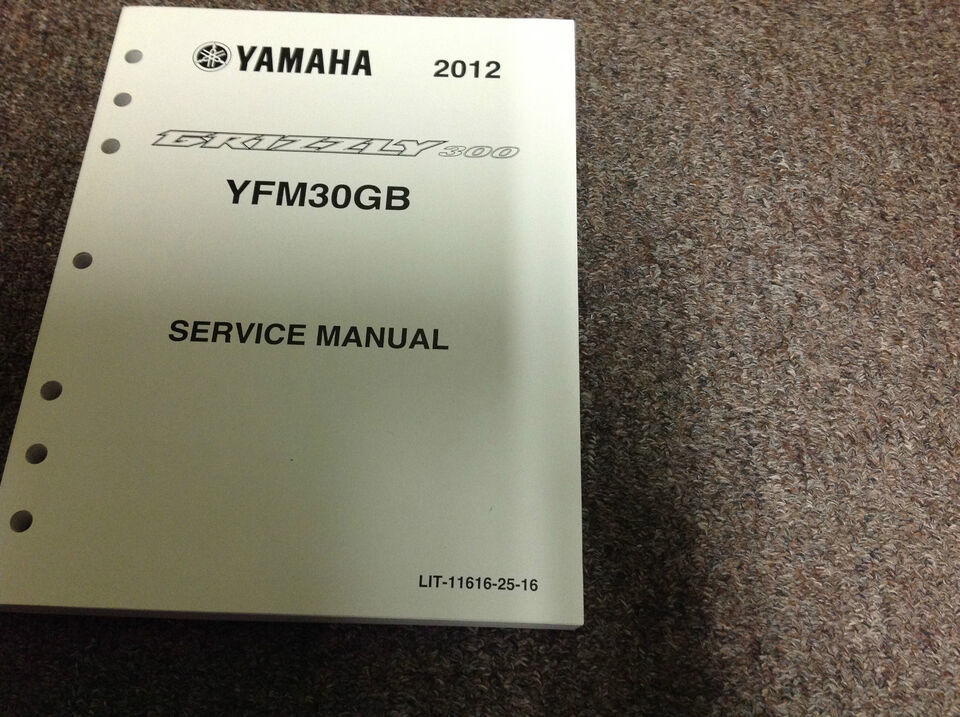 YAMAHA 2012
GRIZZLY 300
YFM30GB
SERVICE MANUAL
LIT-11616-25-16